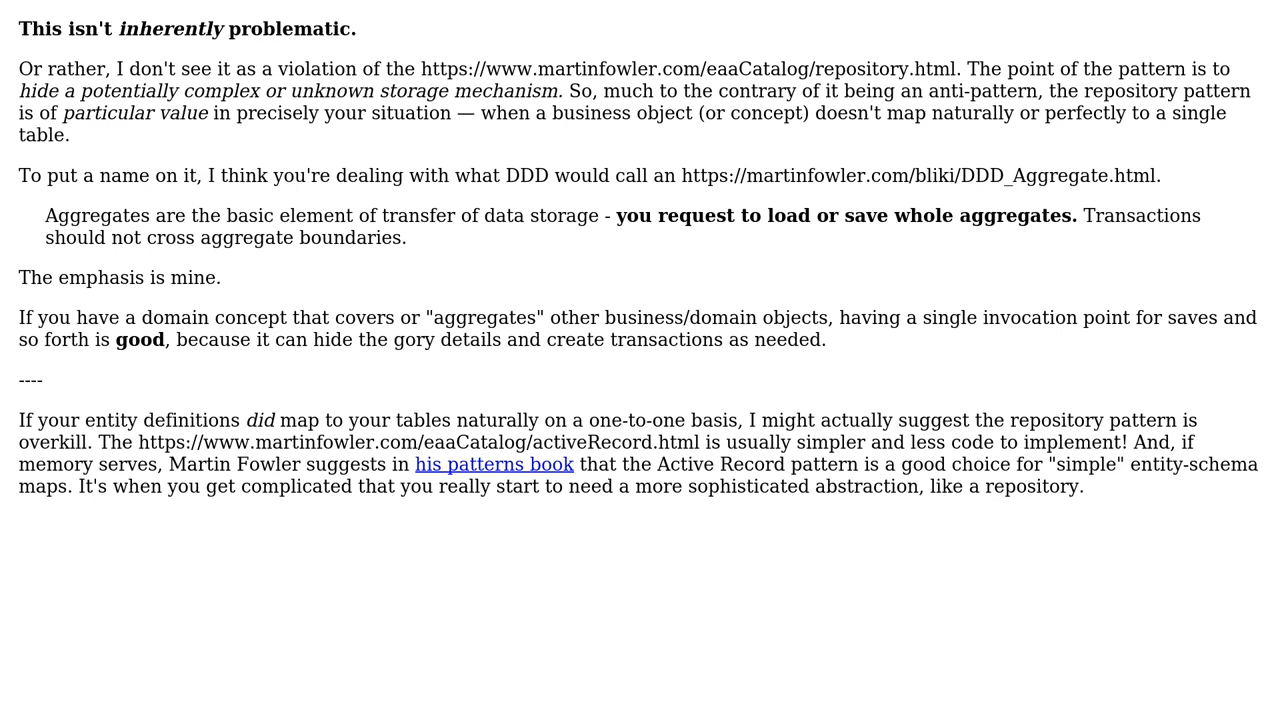 This isn't inherently problematic.
Or rather, I don't see it as a violation of the https://www.martinfowler.com/eaaCatalog/repository.html. The point of the pattern is to
hide a potentially complex or unknown storage mechanism. So, much to the contrary of it being an anti-pattern, the repository pattern
is of particular value in precisely your situation — when a business object (or concept) doesn't map naturally or perfectly to a single
table.
To put a name on it, I think you're dealing with what DDD would call an https://martinfowler.com/bliki/DDD_Aggregate.html.
Aggregates are the basic element of transfer of data storage - you request to load or save whole aggregates. Transactions
should not cross aggregate boundaries.
The emphasis is mine.
If you have a domain concept that covers or "aggregates" other business/domain objects, having a single invocation point for saves and
so forth is good, because it can hide the gory details and create transactions as needed.
----
If your entity definitions did map to your tables naturally on a one-to-one basis, I might actually suggest the repository pattern is
overkill. The https://www.martinfowler.com/eaaCatalog/activeRecord.html is usually simpler and less code to implement! And, if
memory serves, Martin Fowler suggests in his patterns book that the Active Record pattern is a good choice for "simple" entity-schema
maps. It's when you get complicated that you really start to need a more sophisticated abstraction, like a repository.